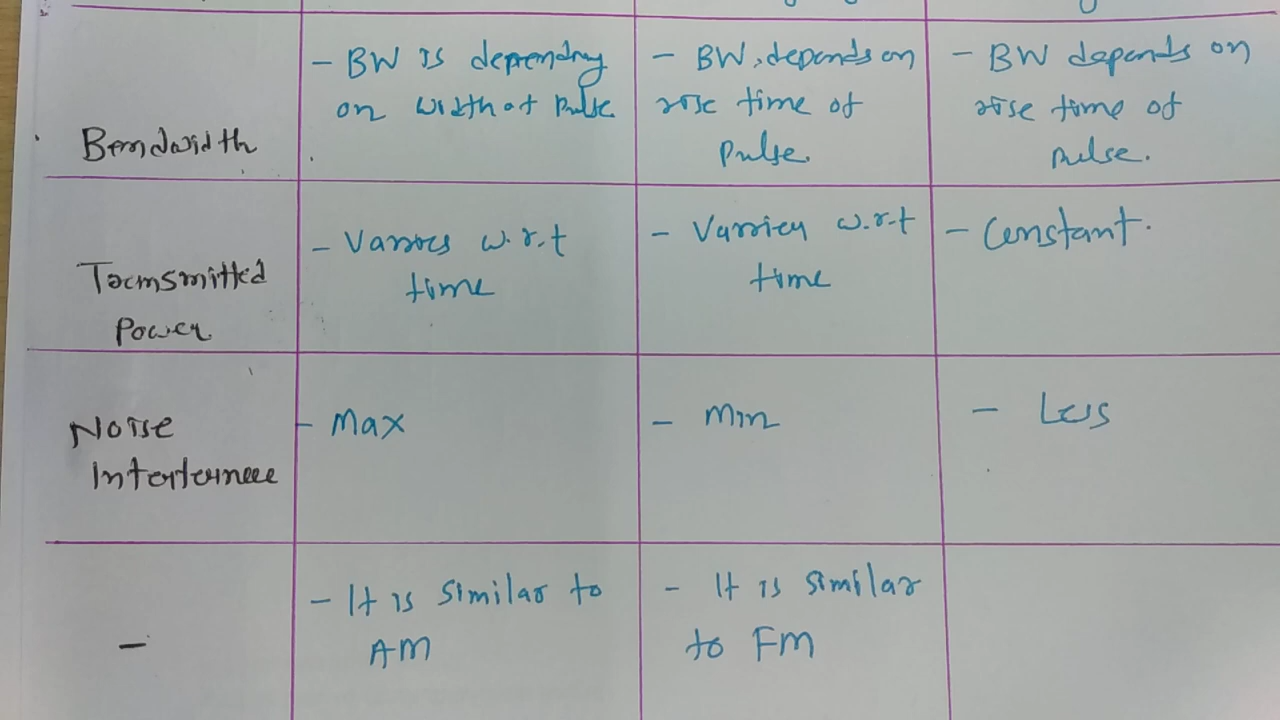 - BW is depending
on width of pulse
- BW depends on
rise time of
pulse.
- BW depends on
rise time of
pulse.
Bandwidth
- Varries w.r.t
time
- Varries w.r.t
time
- Constant.
Transmitted
Power
- Max
- Min
- Less
Noise
Interference
- It is similar to
AM
- It is similar
to FM
-